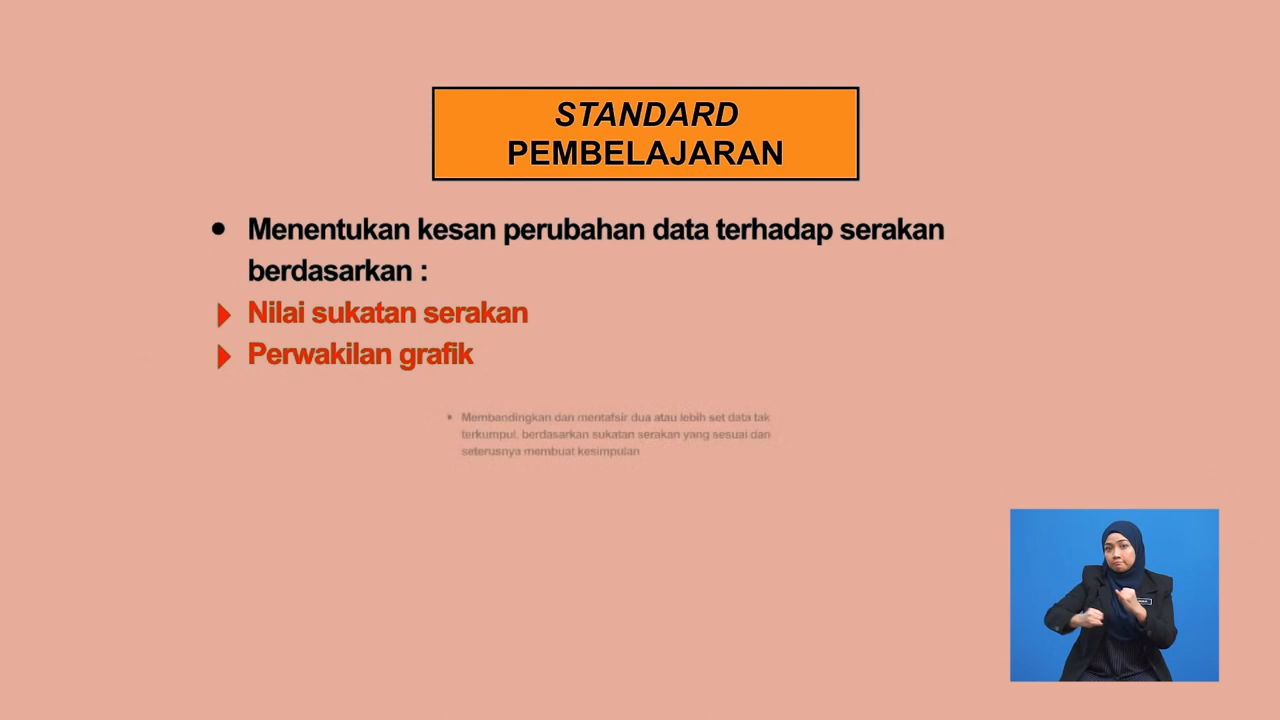 STANDARD
PEMBELAJARAN
• Menentukan kesan perubahan data terhadap serakan
berdasarkan :
Nilai sukatan serakan
Perwakilan grafik
• Membandingkan dan mentafsir dua atau lebih set data tak
terkumpul, berdasarkan sukatan serakan yang sesuai dan
seterusnya membuat kesimpulan